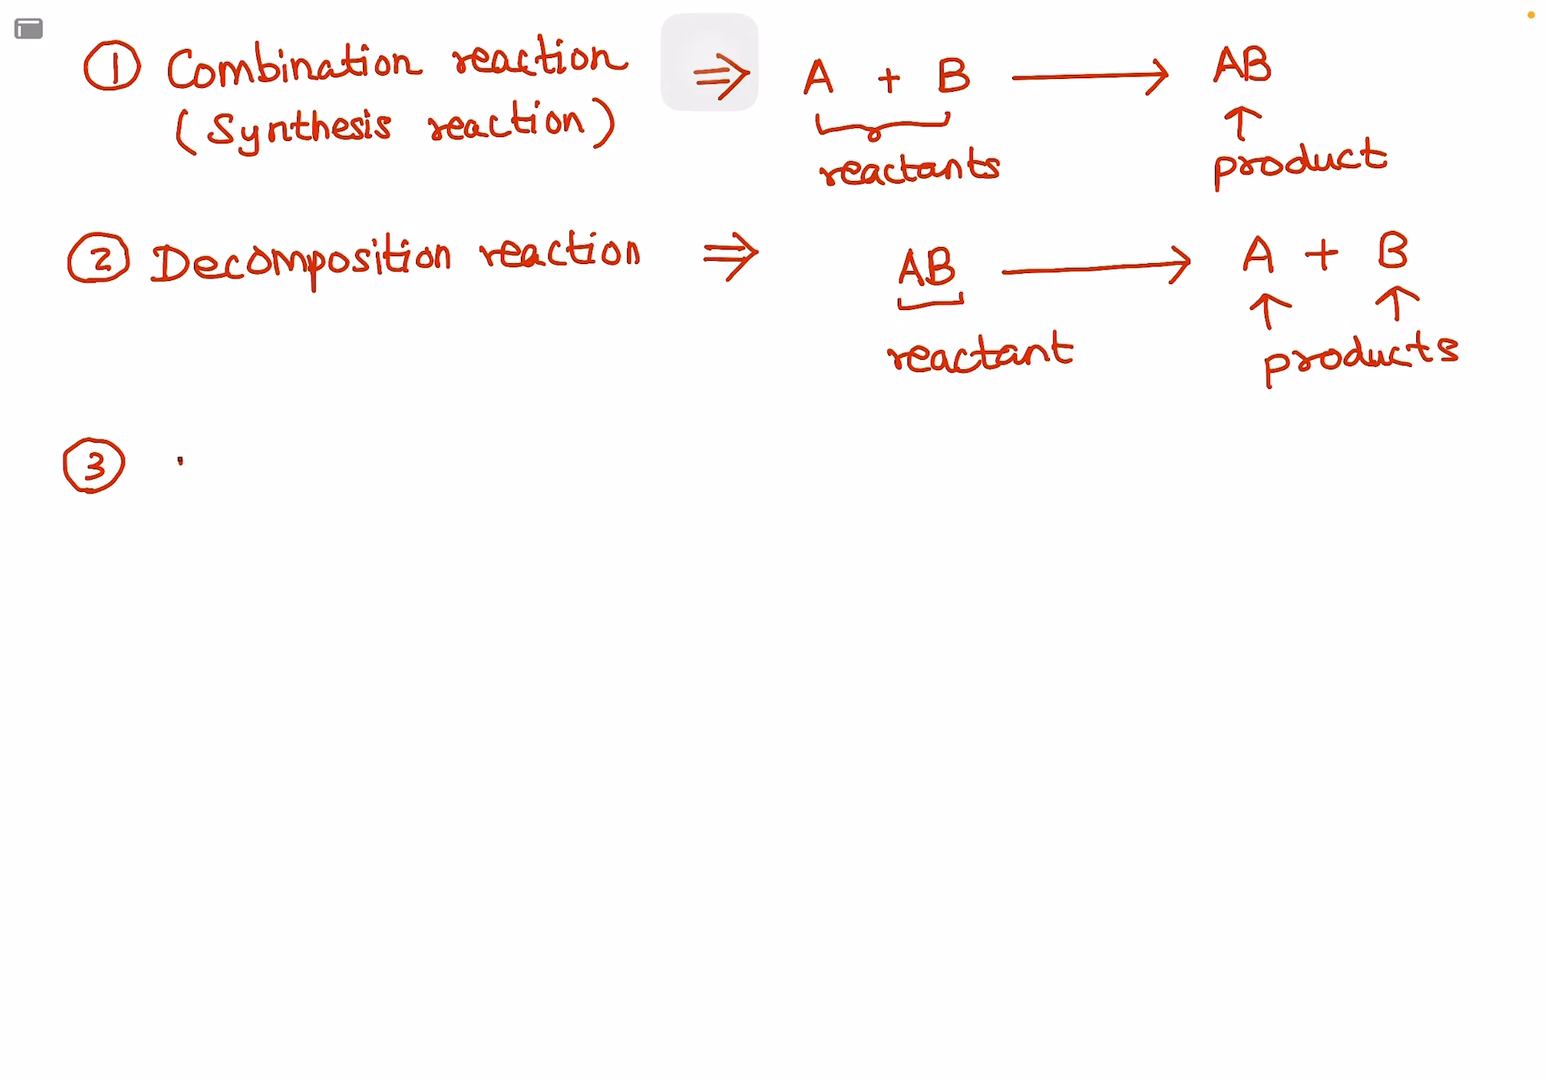 ① Combination reaction ⇒ A + B ⟶ AB
(Synthesis reaction)
reactants
product
② Decomposition reaction ⇒ AB ⟶ A + B
reactant
products
③